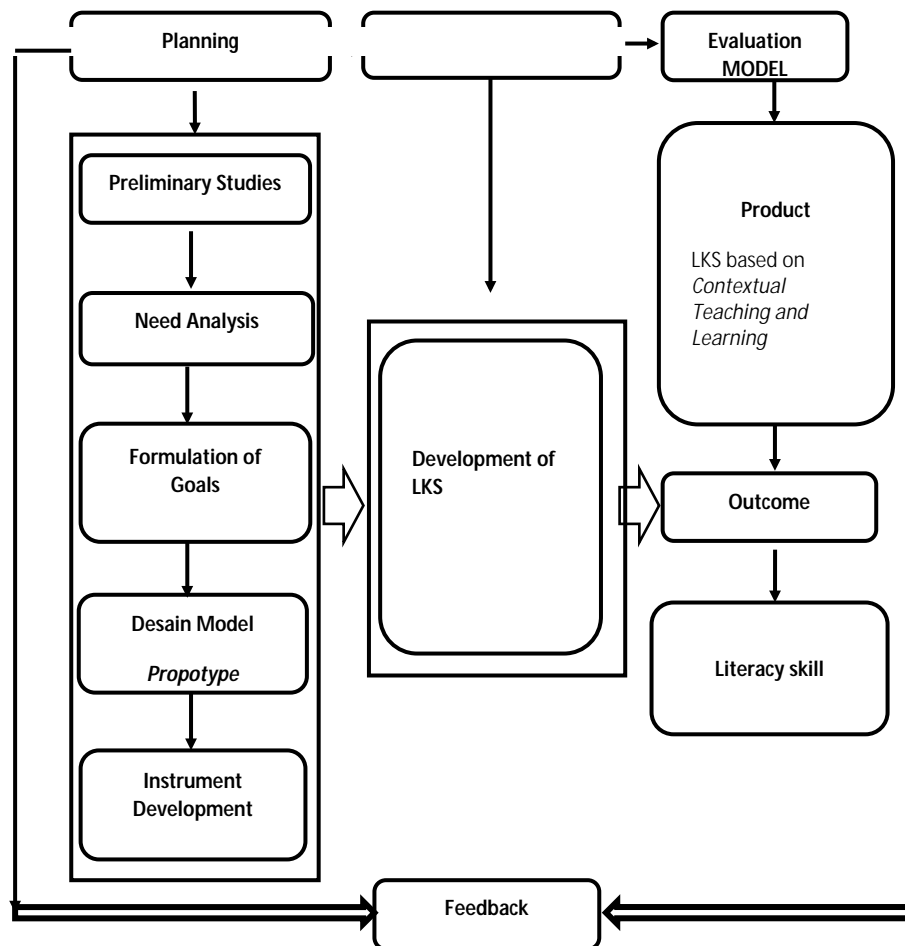 Planning
Evaluation
MODEL
Preliminary Studies
Need Analysis
Formulation of
Goals
Desain Model
Propotype
Instrument
Development
Development of
LKS
Product
LKS based on
Contextual
Teaching and
Learning
Outcome
Literacy skill
Feedback